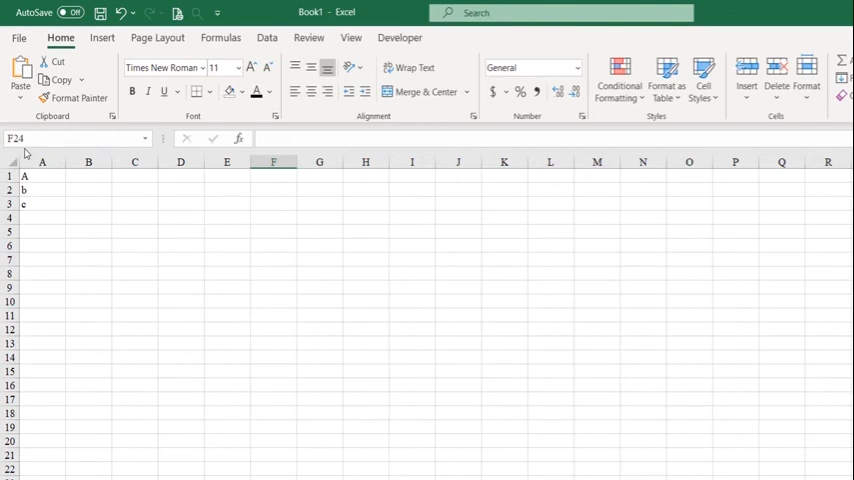 AutoSave Off Book1 - Excel Search
File Home Insert Page Layout Formulas Data Review View Developer
Paste Cut Copy Format Painter
Clipboard
Times New Roman 11
B I U A
Font
Wrap Text
Merge & Center
Alignment
General
$ % ,
Number
Conditional Formatting Format as Table Cell Styles
Styles
Insert Delete Format
Cells
F24 fx
A B C D E F G H I J K L M N O P Q R
1 A
2 b
3 c
4
5
6
7
8
9
10
11
12
13
14
15
16
17
18
19
20
21
22